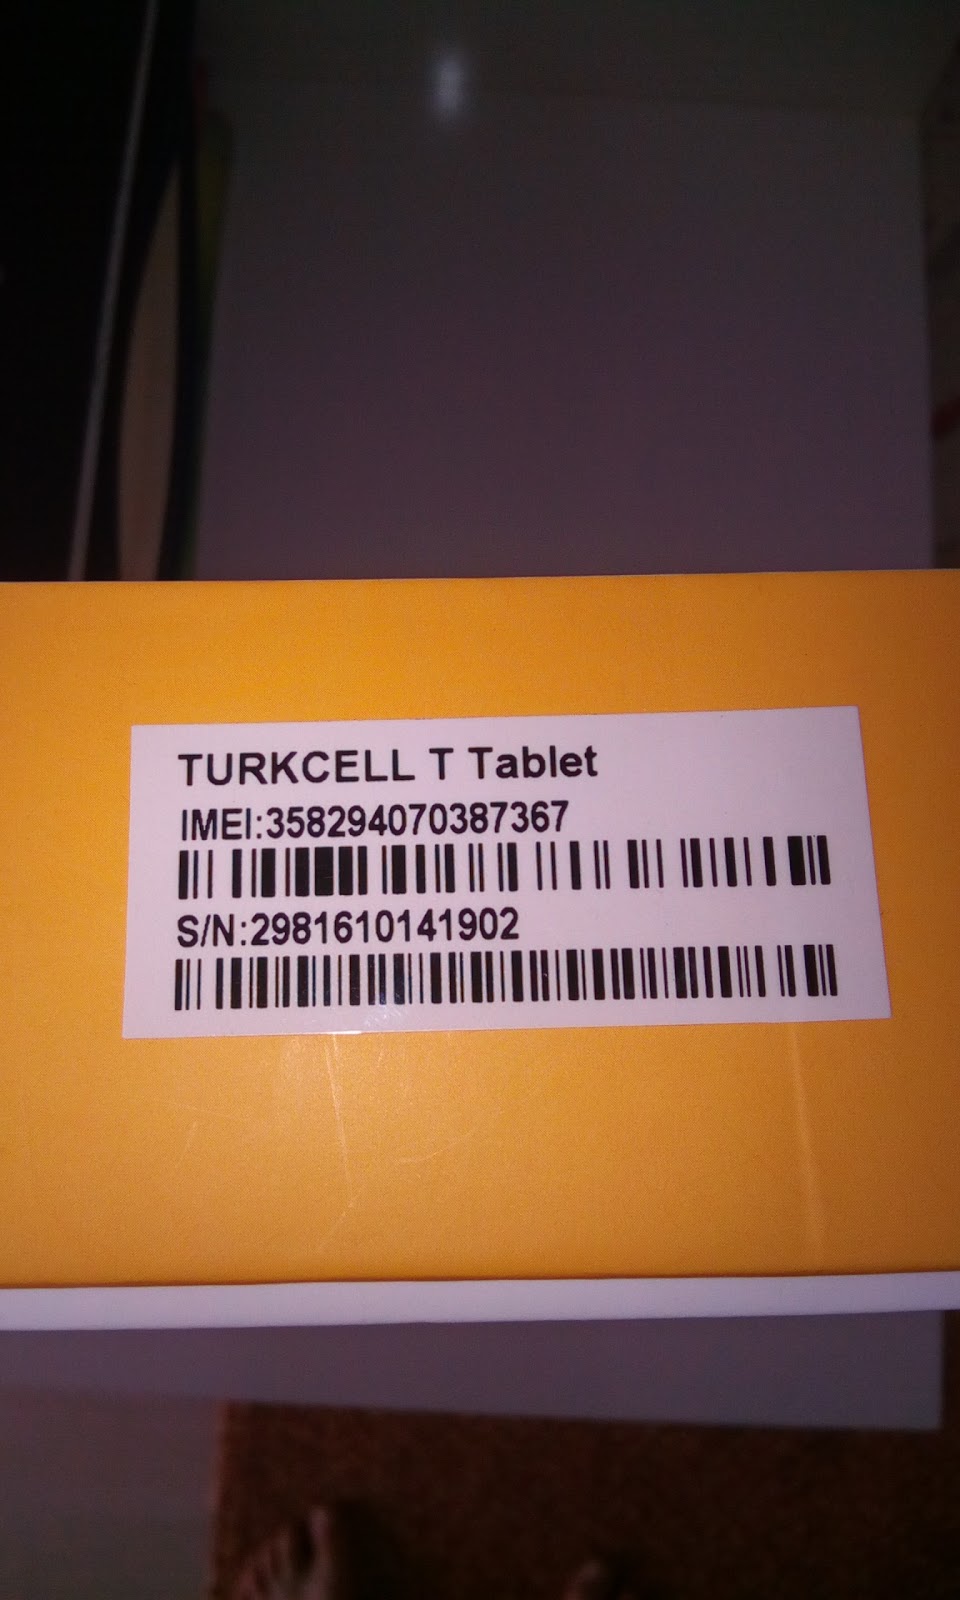 TURKCELL T Tablet
IMEI:358294070387367
S/N:2981610141902